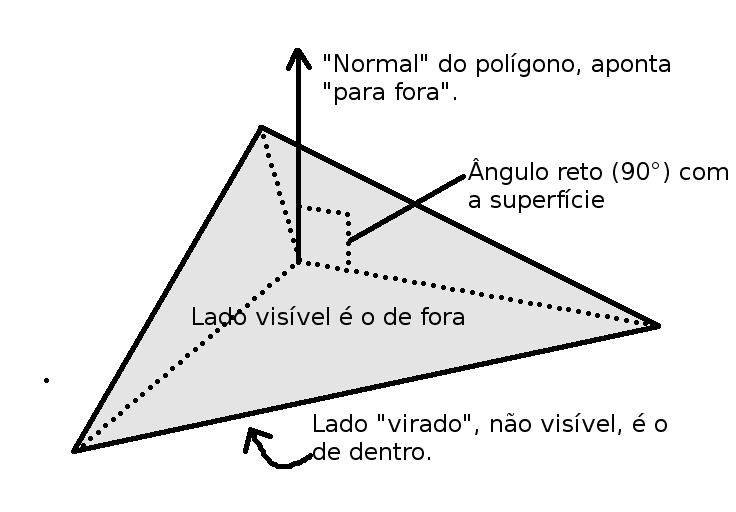 "Normal" do polígono, aponta
"para fora".
Ângulo reto (90°) com
a superfície
Lado visível é o de fora
Lado "virado", não visível, é o
de dentro.